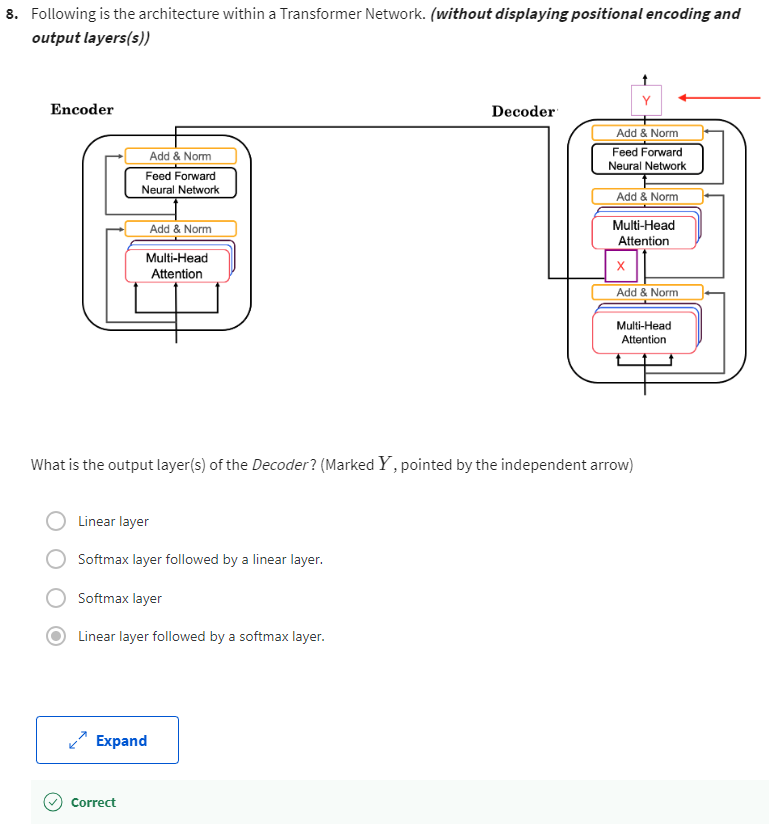 8. Following is the architecture within a Transformer Network. (without displaying positional encoding and
output layers(s))
Encoder
Add & Norm
Feed Forward
Neural Network
Add & Norm
Multi-Head
Attention
Decoder
Y
Add & Norm
Feed Forward
Neural Network
Add & Norm
Multi-Head
Attention
X
Add & Norm
Multi-Head
Attention
What is the output layer(s) of the Decoder? (Marked Y, pointed by the independent arrow)
Linear layer
Softmax layer followed by a linear layer.
Softmax layer
Linear layer followed by a softmax layer.
Expand
Correct